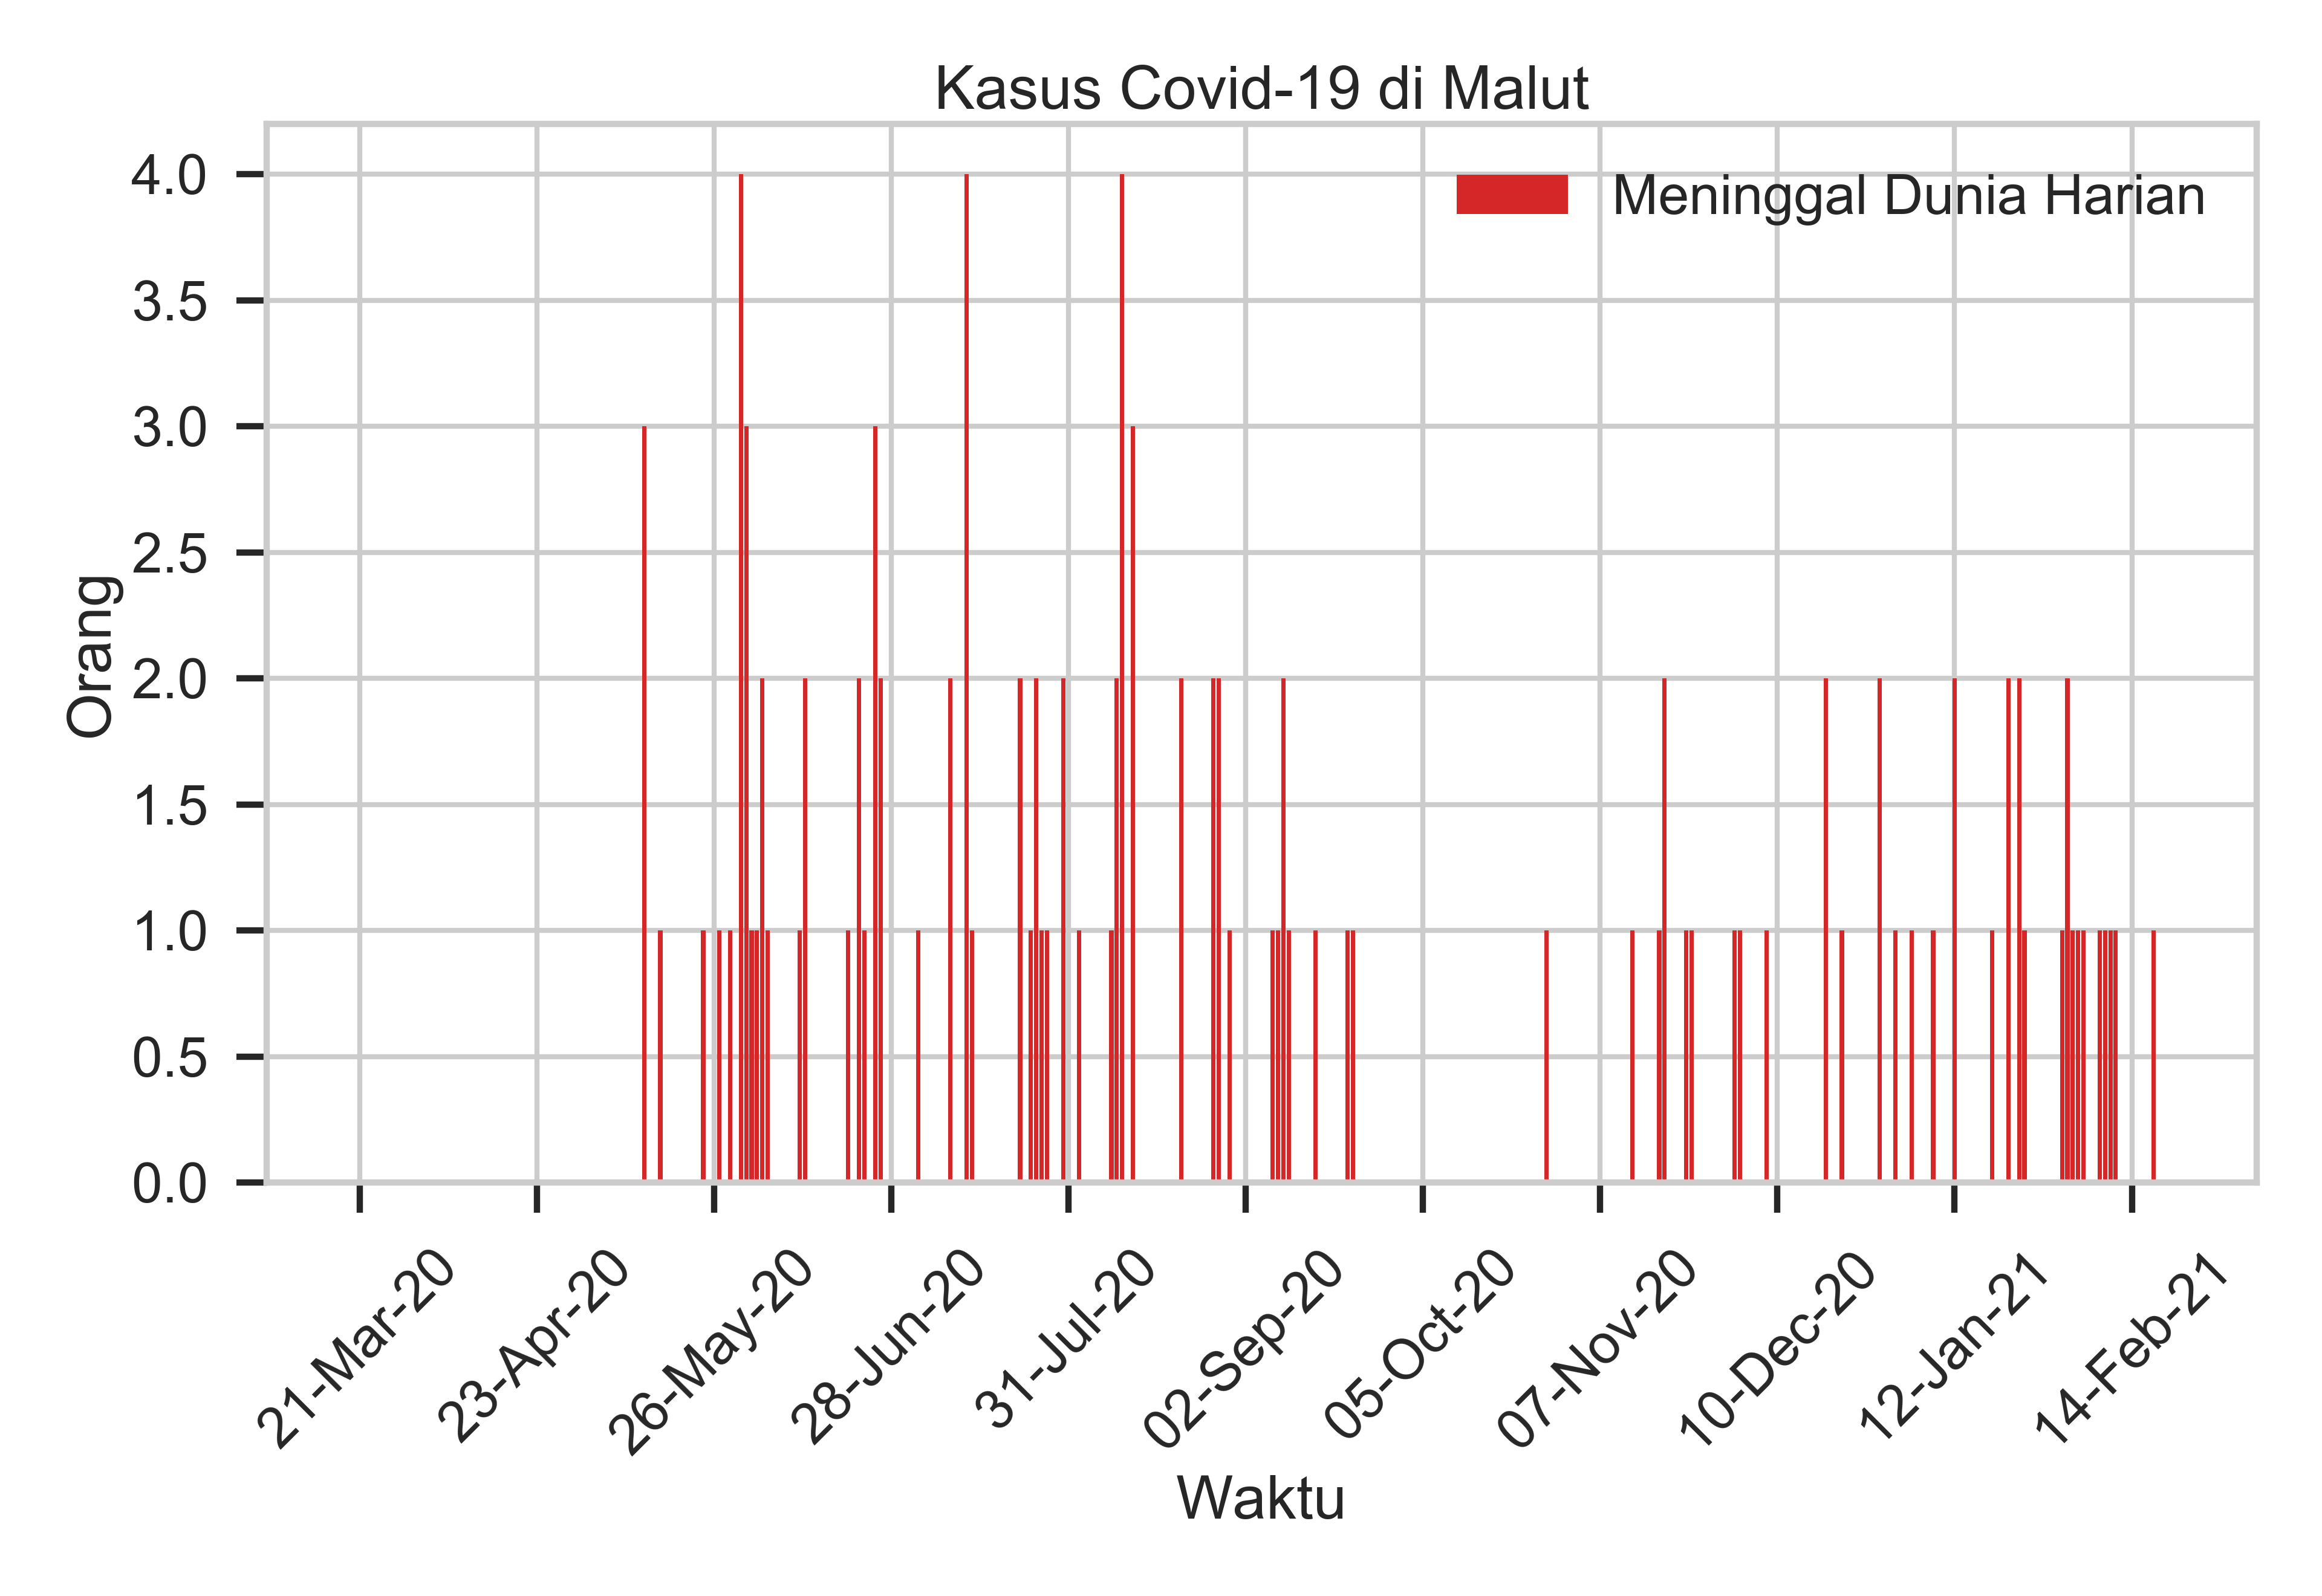 Kasus Covid-19 di Malut
Meninggal Dunia Harian
Orang
4.0
3.5
3.0
2.5
2.0
1.5
1.0
0.5
0.0
21-Mar-20
23-Apr-20
26-May-20
28-Jun-20
31-Jul-20
02-Sep-20
05-Oct-20
07-Nov-20
10-Dec-20
12-Jan-21
14-Feb-21
Waktu